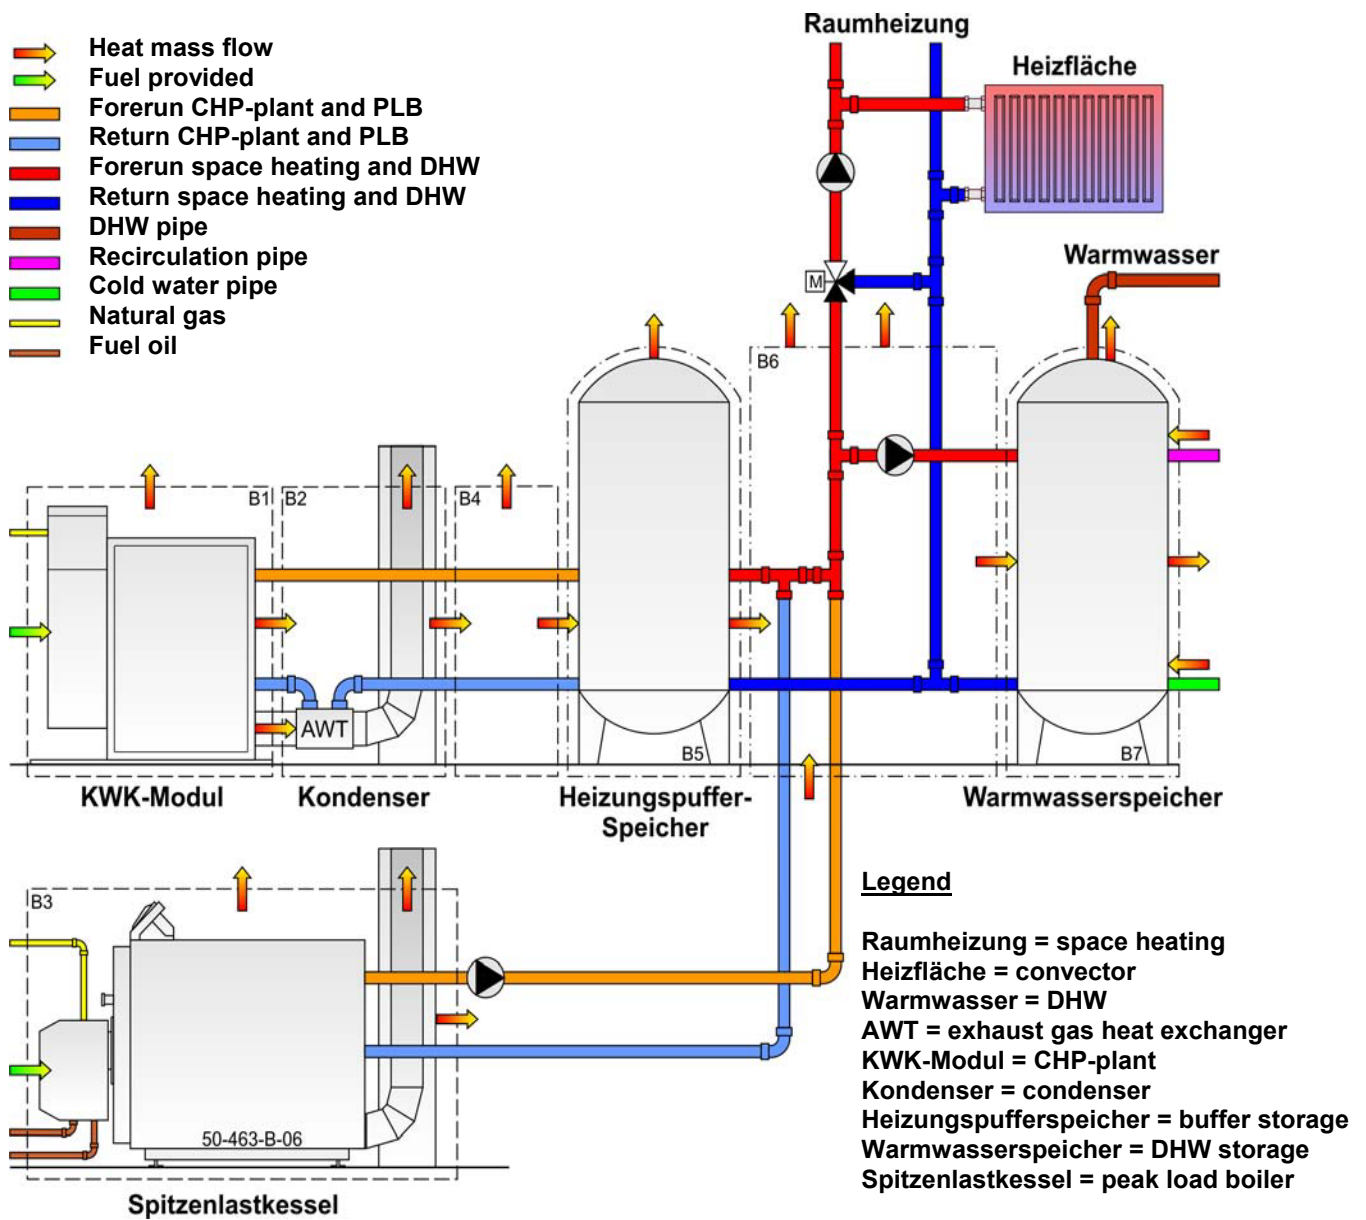 Raumheizung
Heizfläche
Heat mass flow
Fuel provided
Forerun CHP-plant and PLB
Return CHP-plant and PLB
Forerun space heating and DHW
Return space heating and DHW
DHW pipe
Recirculation pipe
Cold water pipe
Natural gas
Fuel oil
Warmwasser
M
B6
B1
B2
B4
AWT
B5
B7
KWK-Modul
Kondenser
Heizungspuffer-
Speicher
Warmwasserspeicher
B3
50-463-B-06
Spitzenlastkessel
Legend
Raumheizung = space heating
Heizfläche = convector
Warmwasser = DHW
AWT = exhaust gas heat exchanger
KWK-Modul = CHP-plant
Kondenser = condenser
Heizungspufferspeicher = buffer storage
Warmwasserspeicher = DHW storage
Spitzenlastkessel = peak load boiler